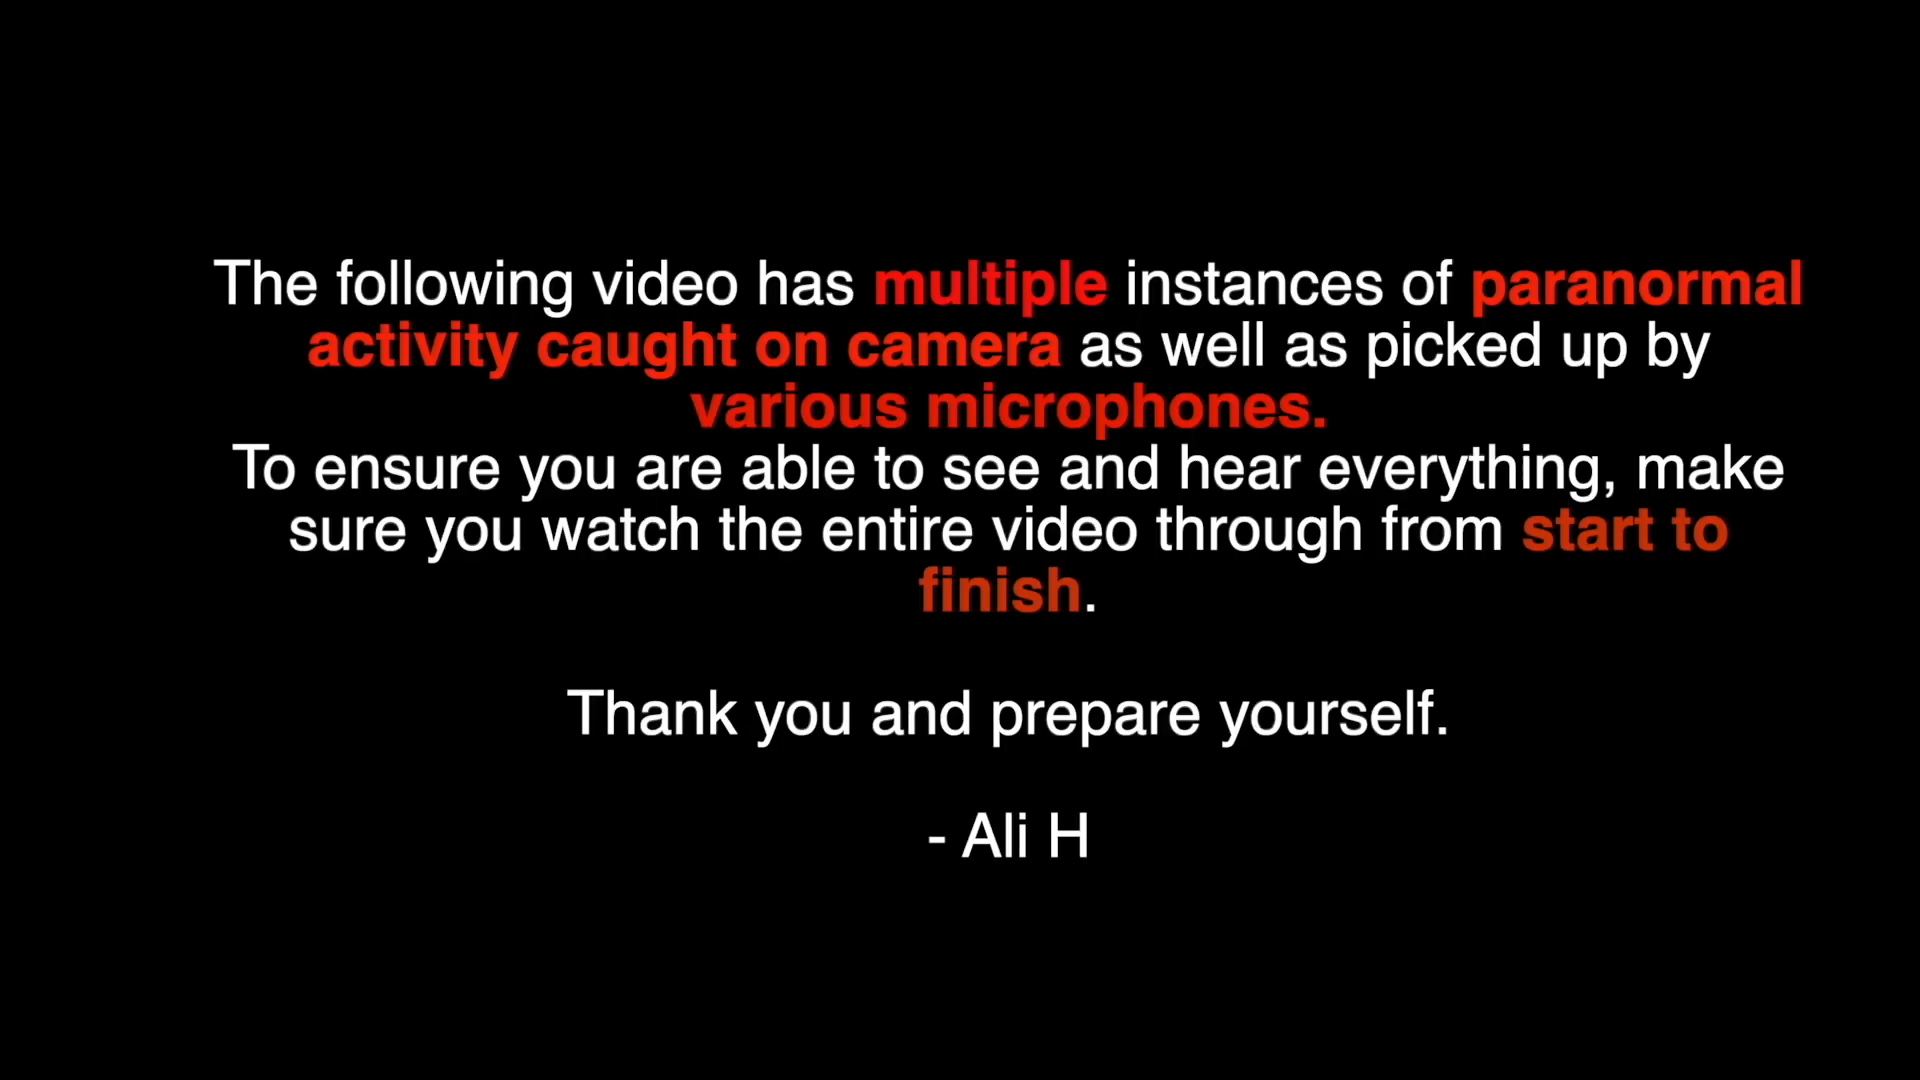 The following video has multiple instances of paranormal
activity caught on camera as well as picked up by
various microphones.
To ensure you are able to see and hear everything, make
sure you watch the entire video through from start to
finish.
Thank you and prepare yourself.
- Ali H